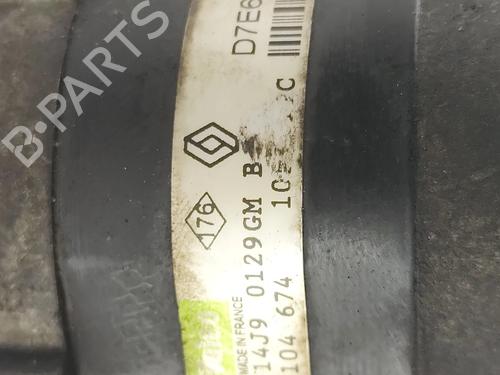 B-PARTS
D7E6
176
MADE IN FRANCE
14J9 0129GM B
104 674
C